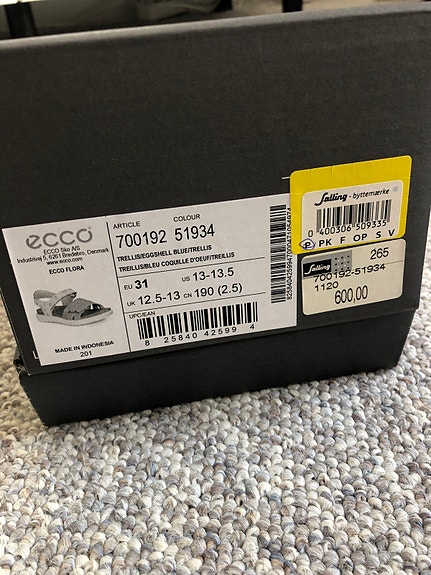 ecco
ECCO Sko A/S
Industrivej 5, 6261 Bredebro, Denmark
www.ecco.com
ECCO FLORA
MADE IN INDONESIA
201
ARTICLE COLOUR
700192 51934
TRELLIS/EGGSHELL BLUE/TRELLIS
TRELLIS/BLEU COQUILLE D'OEUF/TRELLIS
EU 31 US 13-13.5
UK 12.5-13 CN 190 (2.5)
UPC/EAN
8 25840 42599 4
Salling - byttemærke
0 400306 509335
P PK F OP S V
Salling 265
700192-51934
1120
600,00